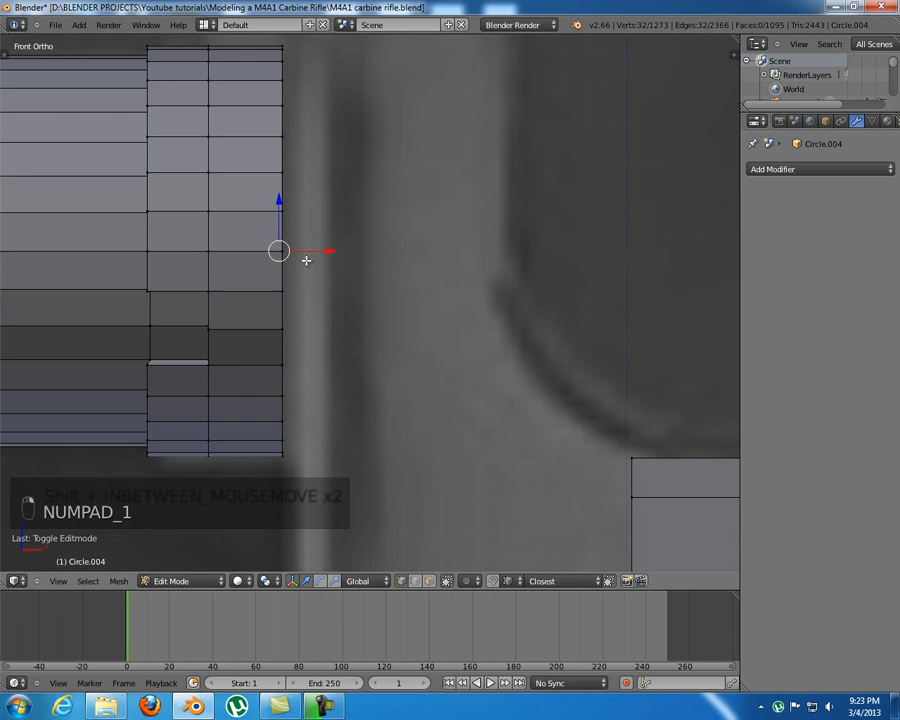 Blender* [D:\BLENDER PROJECTS\Youtube tutorials\Modeling a M4A1 Carbine Rifle\M4A1 carbine rifle.blend]
File Add Render Window Help Default Scene Blender Render v2.66 | Verts:32/1273 | Edges:32/2366 | Faces:0/1095 | Tris:2443 | Circle.004
Front Ortho
View Search All Scenes
Scene
RenderLayers
World
Circle.004
Add Modifier
Shift + INBETWEEN_MOUSEMOVE x2
NUMPAD_1
Last: Toggle Editmode
(1) Circle.004
View Select Mesh Edit Mode Global Closest
-40 -20 0 20 40 60 80 100 120 140 160 180 200 220 240 260
View Marker Frame Playback Start: 1 End: 250 1 No Sync
9:23 PM
3/4/2013